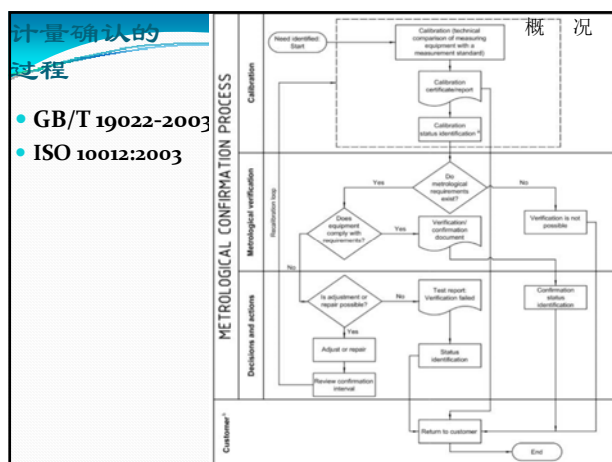 计量确认的
过程
• GB/T 19022-2003
• ISO 10012:2003
概 况
METROLOGICAL CONFIRMATION PROCESS
Calibration
Metrological verification
Decisions and actions
Customer
Recalibration loop
Need identified
Start
Calibration (technical
comparison of measuring
equipment with a
measurement standard)
Calibration
certificate/report
Calibration
status identification
Do
metrological
requirements
exist?
Yes
No
Does
equipment
comply with
requirements?
Yes
No
Verification/
confirmation
document
Verification is not
possible
Is adjustment or
repair possible?
No
Yes
Test report:
Verification failed
Confirmation
status
identification
Adjust or repair
Status
identification
Review confirmation
interval
Return to customer
End